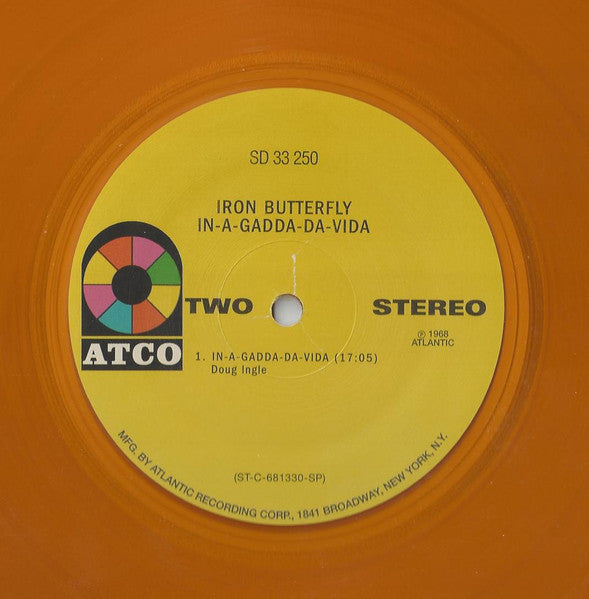 SD 33 250
IRON BUTTERFLY
IN-A-GADDA-DA-VIDA
TWO
STEREO
ATCO
℗ 1968
ATLANTIC
1. IN-A-GADDA-DA-VIDA (17:05)
Doug Ingle
(ST-C-681330-SP)
MFG. BY ATLANTIC RECORDING CORP., 1841 BROADWAY, NEW YORK, N.Y.